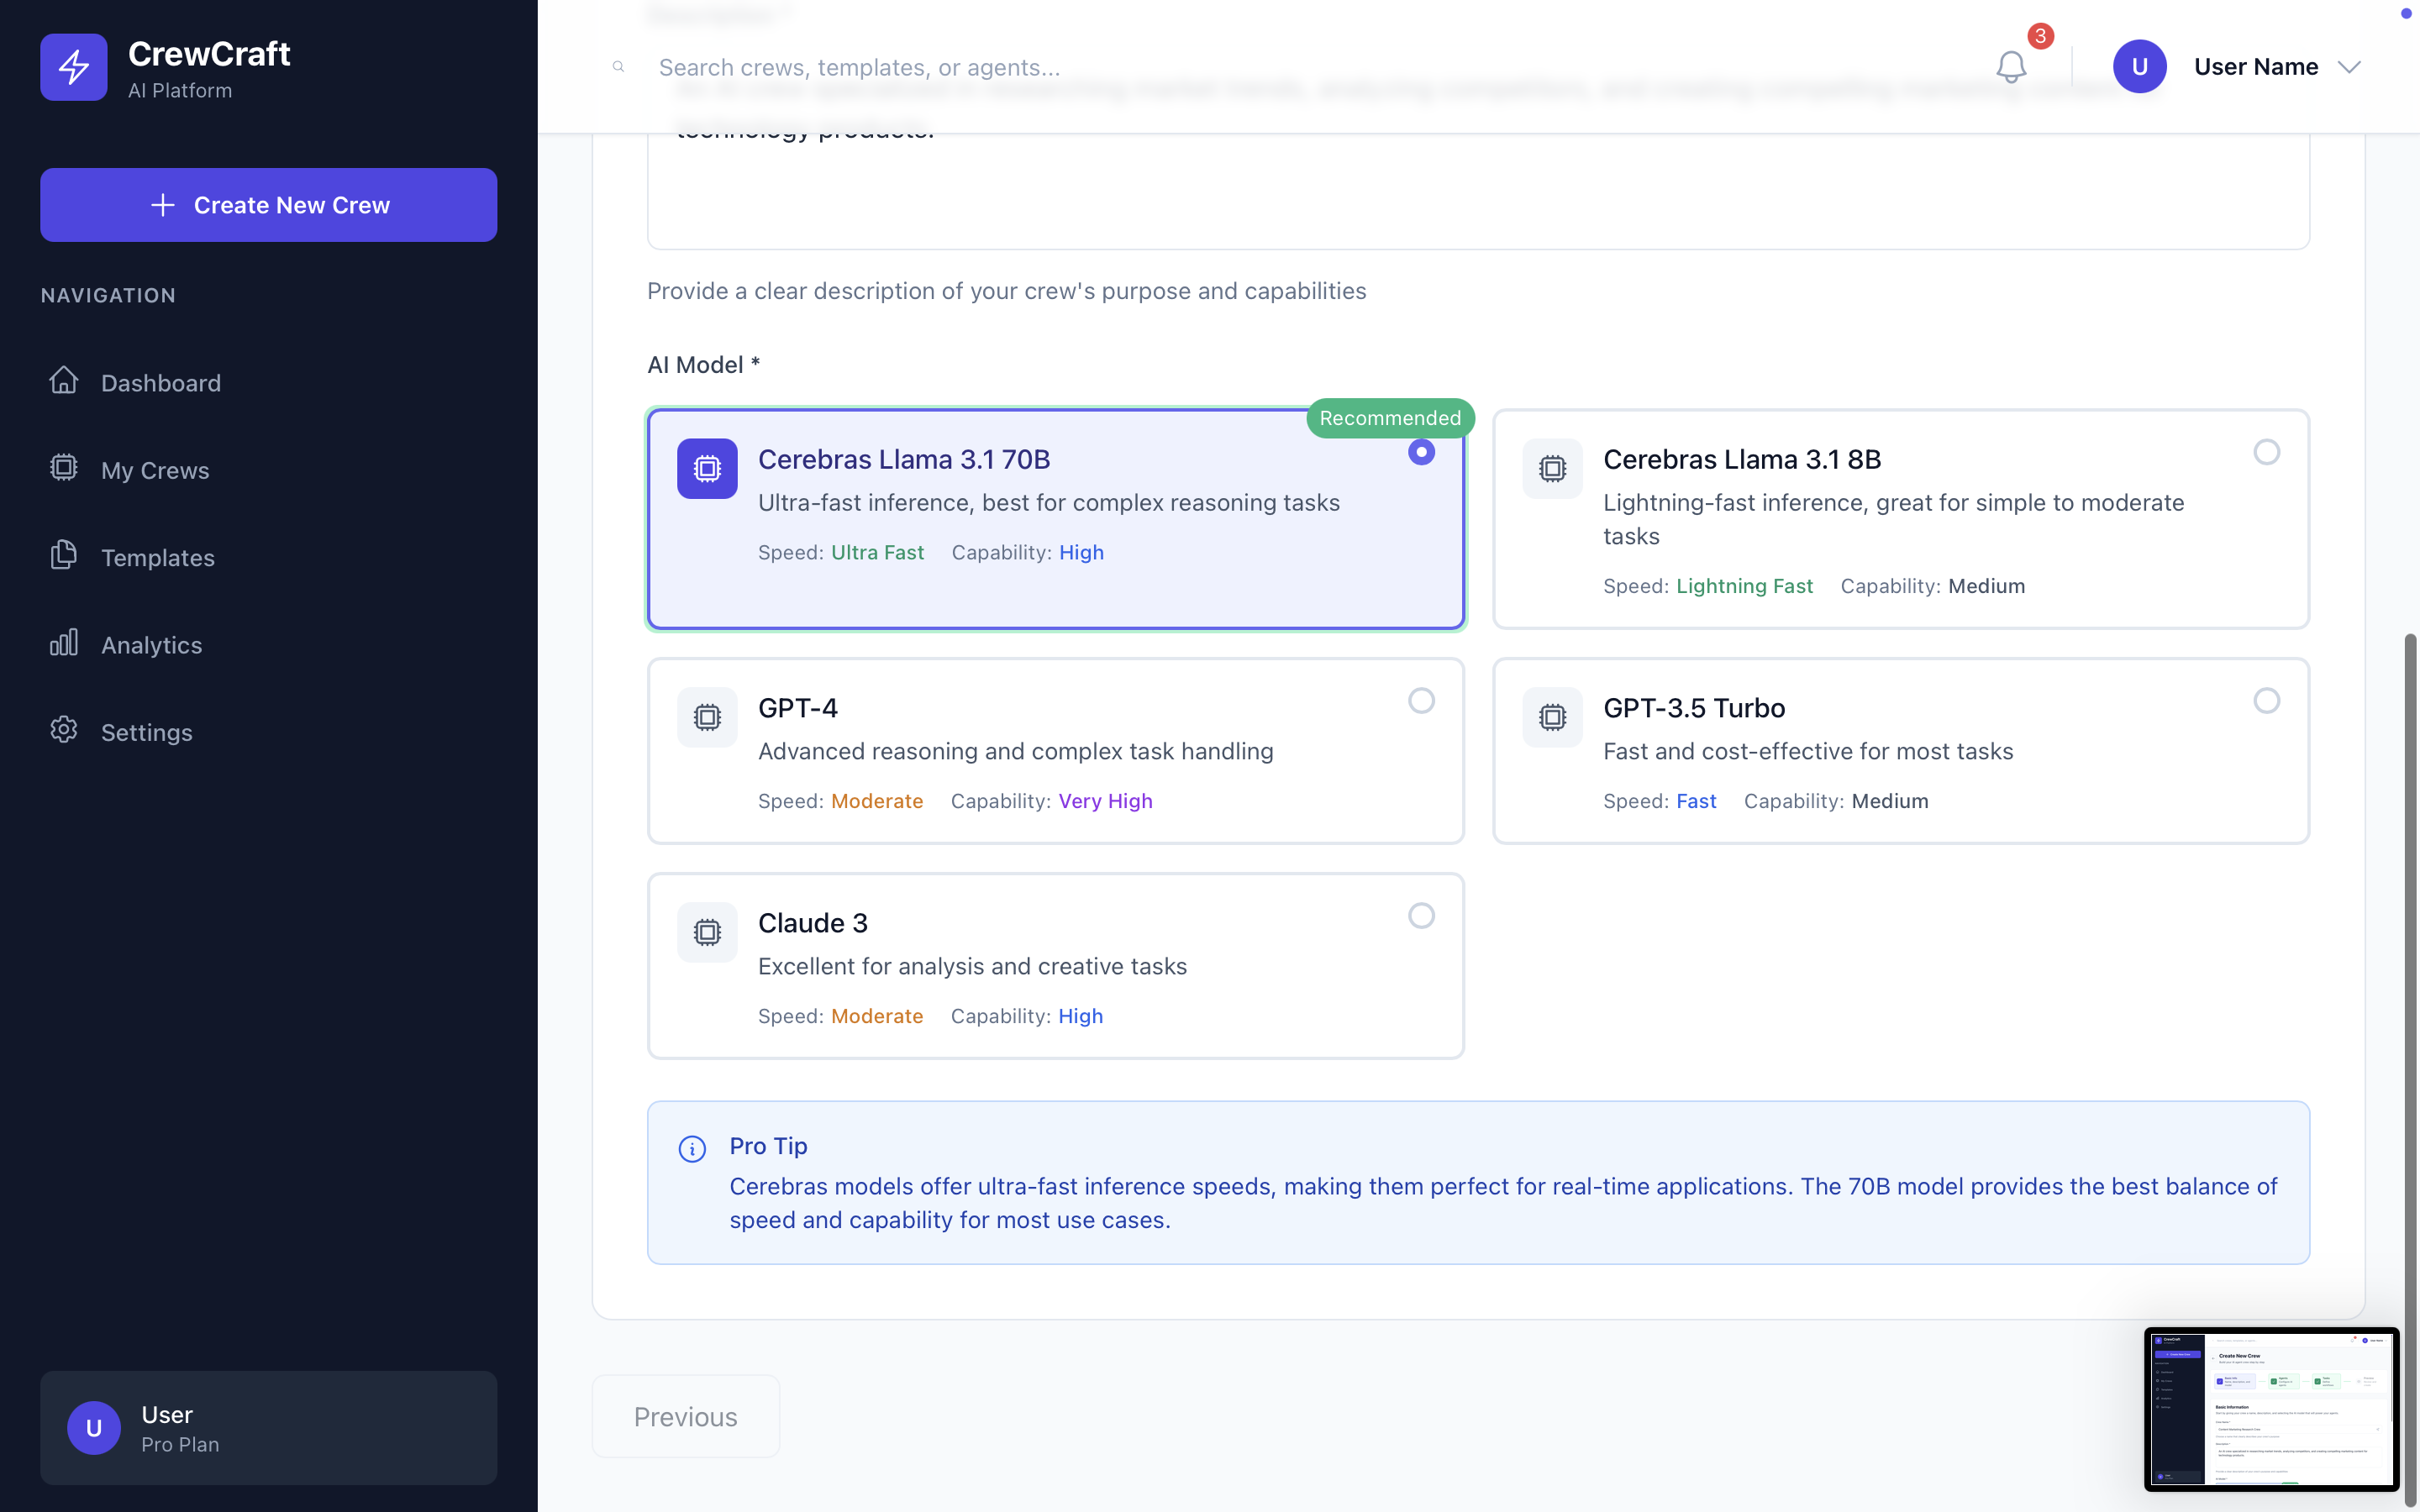 CrewCraft
AI Platform
Create New Crew
NAVIGATION
Dashboard
My Crews
Templates
Analytics
Settings
U
User
Pro Plan
Search crews, templates, or agents...
3
U
User Name
technology products.
Provide a clear description of your crew's purpose and capabilities
AI Model *
Recommended
Cerebras Llama 3.1 70B
Ultra-fast inference, best for complex reasoning tasks
Speed: Ultra Fast Capability: High
Cerebras Llama 3.1 8B
Lightning-fast inference, great for simple to moderate
tasks
Speed: Lightning Fast Capability: Medium
GPT-4
Advanced reasoning and complex task handling
Speed: Moderate Capability: Very High
GPT-3.5 Turbo
Fast and cost-effective for most tasks
Speed: Fast Capability: Medium
Claude 3
Excellent for analysis and creative tasks
Speed: Moderate Capability: High
Pro Tip
Cerebras models offer ultra-fast inference speeds, making them perfect for real-time applications. The 70B model provides the best balance of
speed and capability for most use cases.
Previous
CrewCraft
Create New Crew
Basic Information